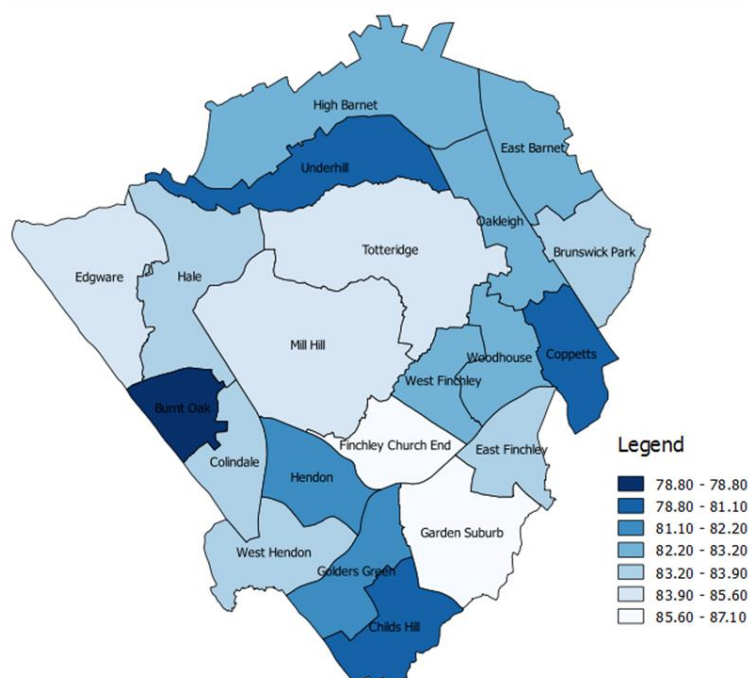 High Barnet
East Barnet
Underhill
Oakleigh
Totteridge
Brunswick Park
Edgware
Hale
Mill Hill
Woodhouse
Coppetts
West Finchley
Burnt Oak
Finchley Church End
East Finchley
Colindale
Hendon
Garden Suburb
West Hendon
Golders Green
Childs Hill
Legend
78.80 - 78.80
78.80 - 81.10
81.10 - 82.20
82.20 - 83.20
83.20 - 83.90
83.90 - 85.60
85.60 - 87.10